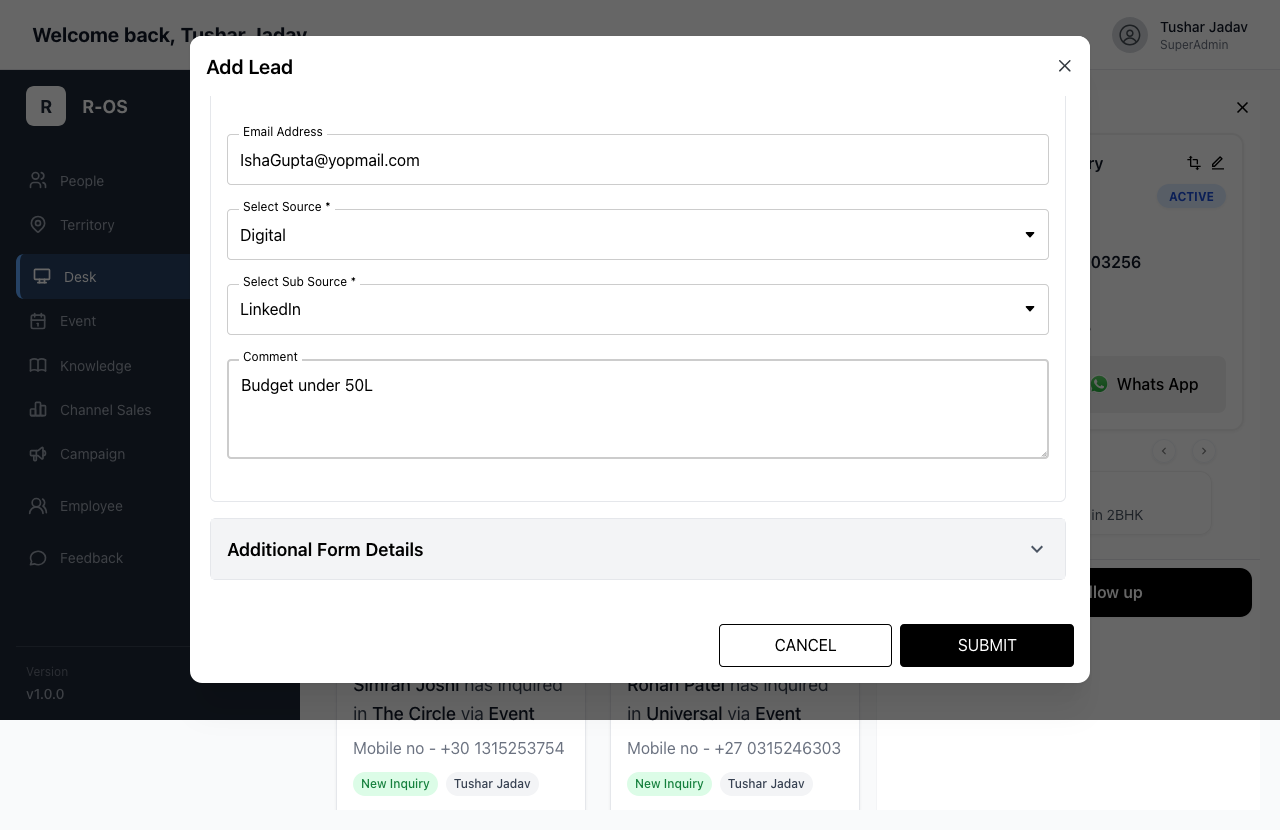 Welcome back, Tushar Jadav
Tushar Jadav
SuperAdmin
R
R-OS
People
Territory
Desk
Event
Knowledge
Channel Sales
Campaign
Employee
Feedback
Version
v1.0.0
Add Lead
Email Address
IshaGupta@yopmail.com
Select Source *
Digital
Select Sub Source *
LinkedIn
Comment
Budget under 50L
Additional Form Details
CANCEL
SUBMIT
ACTIVE
03256
Whats App
in 2BHK
up
Simran Joshi has inquired
in The Circle via Event
Mobile no - +30 1315253754
New Inquiry
Tushar Jadav
Rohan Patel has inquired
in Universal via Event
Mobile no - +27 0315246303
New Inquiry
Tushar Jadav